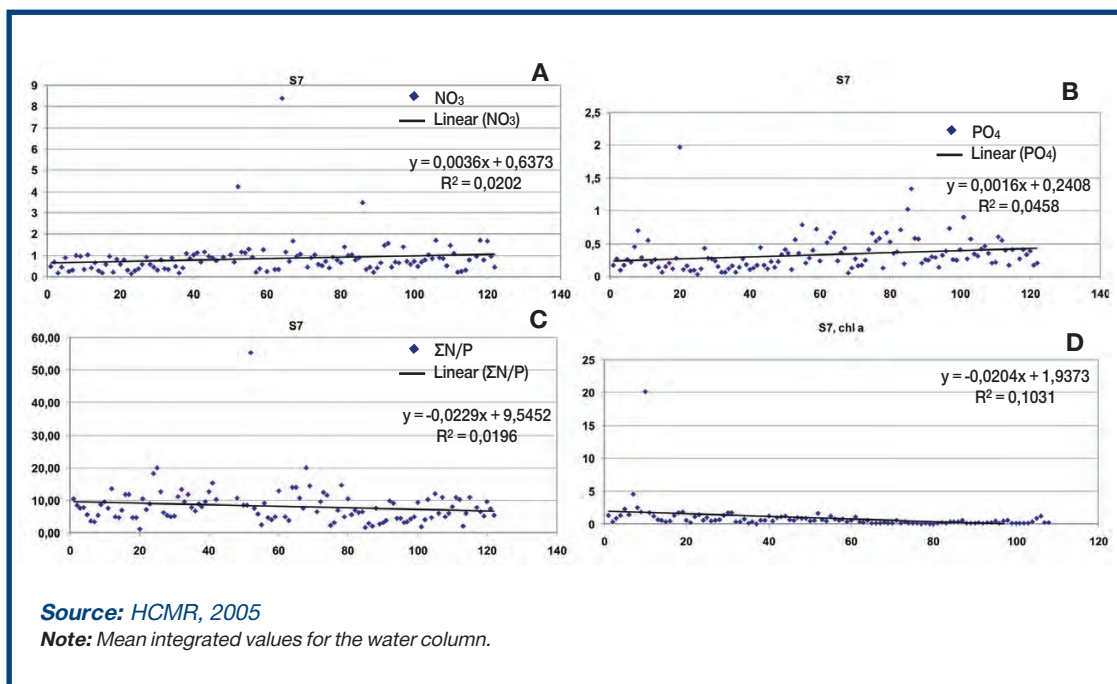 S7
A
9
8
7
6
5
4
3
2
1
0
0 20 40 60 80 100 120 140
NO3
Linear (NO3)
y = 0,0036x + 0,6373
R2 = 0,0202
S7
B
2,5
2
1,5
1
0,5
0
0 20 40 60 80 100 120 140
PO4
Linear (PO4)
y = 0,0016x + 0,2408
R2 = 0,0458
S7
C
60,00
50,00
40,00
30,00
20,00
10,00
0,00
0 20 40 60 80 100 120 140
ΣN/P
Linear (ΣN/P)
y = -0,0229x + 9,5452
R2 = 0,0196
S7, chl a
D
25
20
15
10
5
0
0 20 40 60 80 100 120
y = -0,0204x + 1,9373
R2 = 0,1031
Source: HCMR, 2005
Note: Mean integrated values for the water column.